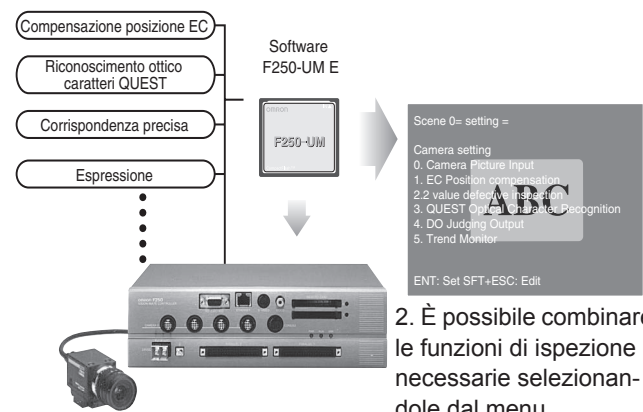 Compensazione posizione EC
Riconoscimento ottico
caratteri QUEST
Corrispondenza precisa
Espressione
Software
F250-UM E
omron
F250-UM
Scene 0= setting =
Camera setting
0. Camera Picture Input
1. EC Position compensation
2.2 value defective inspection
3. QUEST Optical Character Recognition
4. DO Judging Output
5. Trend Monitor
ABC
ENT: Set SFT+ESC: Edit
2. È possibile combinare
le funzioni di ispezione
necessarie selezionan-
dole dal menu